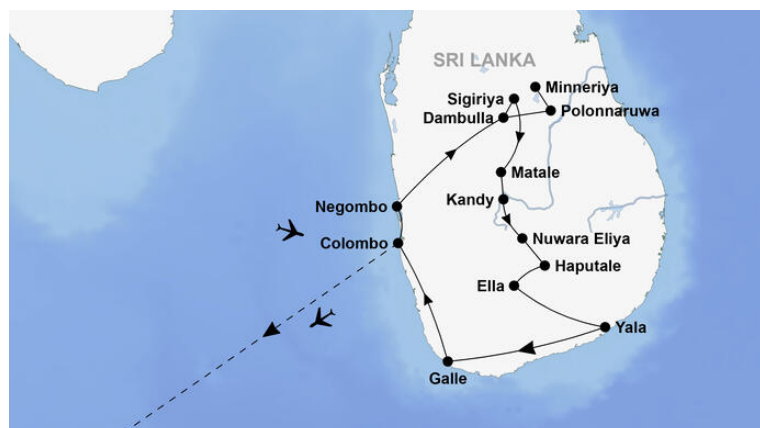 SRI LANKA
Minneriya
Sigiriya
Polonnaruwa
Dambulla
Matale
Kandy
Negombo
Nuwara Eliya
Colombo
Haputale
Ella
Yala
Galle